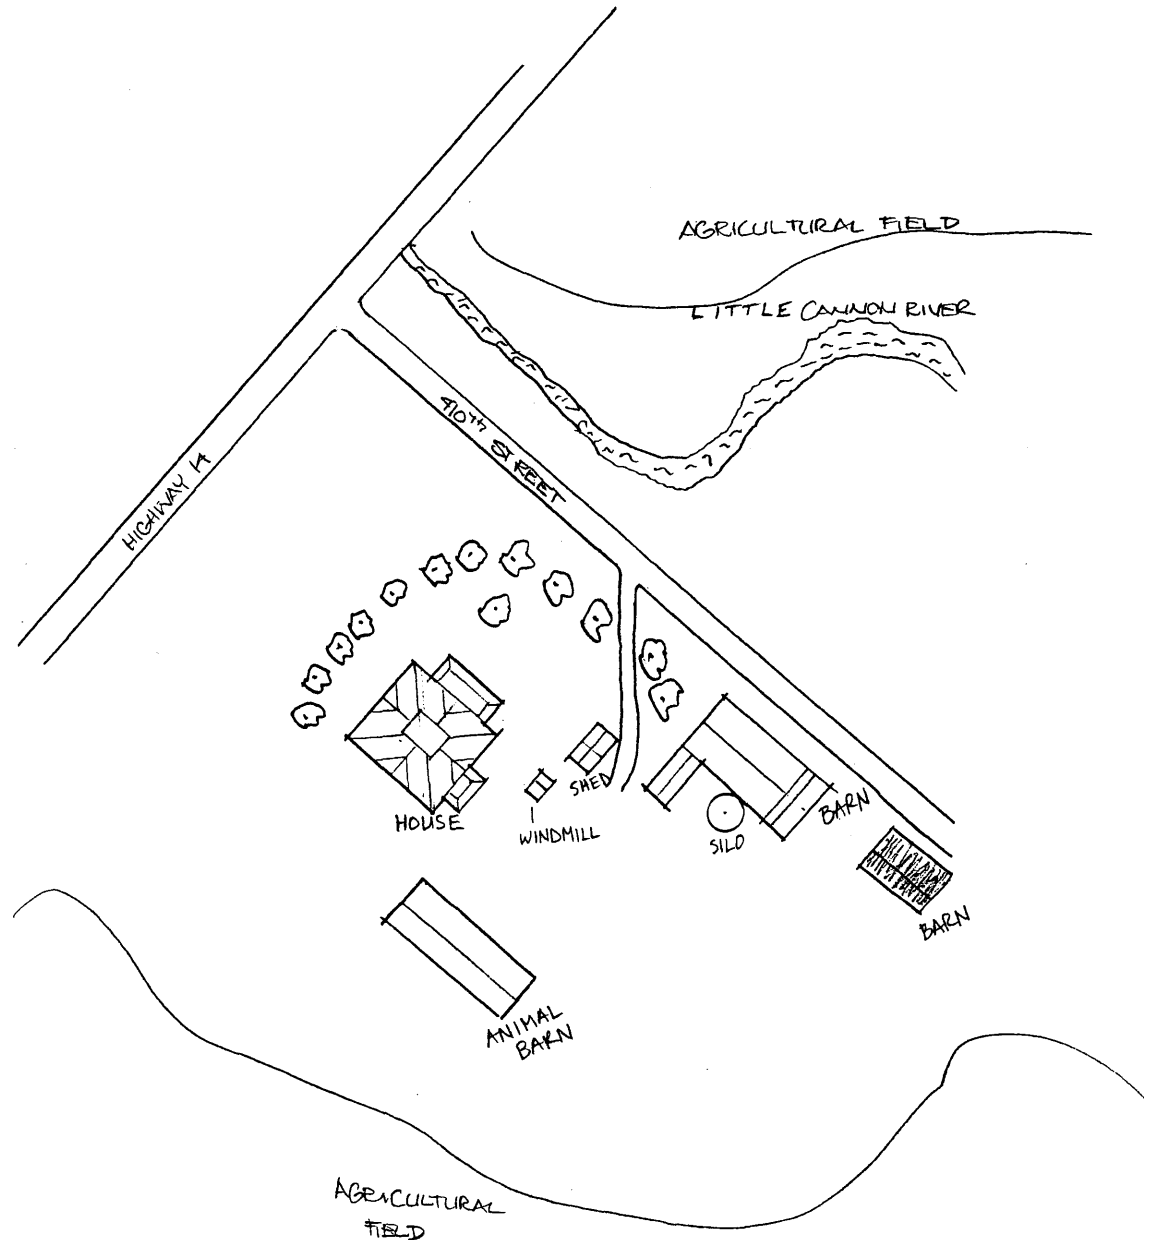 AGRICULTURAL FIELD
LITTLE CANNON RIVER
410TH STREET
HIGHWAY 14
SHED
HOUSE
WINDMILL
BARN
SILO
BARN
ANIMAL
BARN
AGRICULTURAL
FIELD